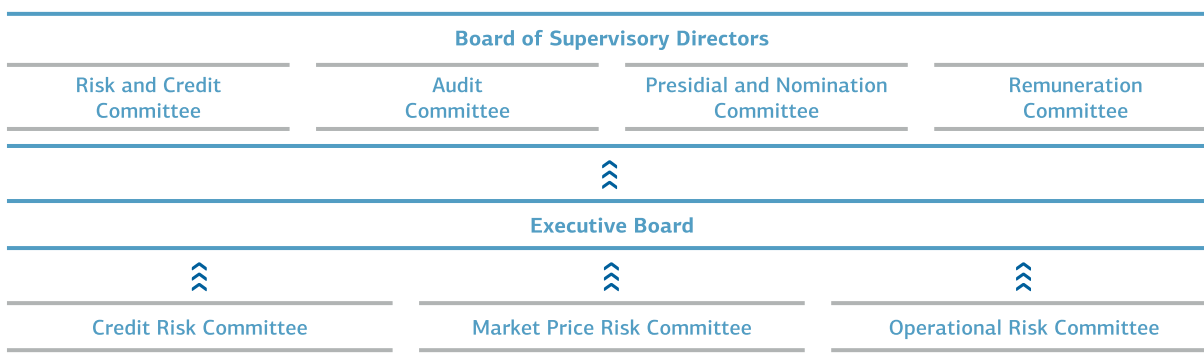 Board of Supervisory Directors
Risk and Credit
Committee
Audit
Committee
Presidial and Nomination
Committee
Remuneration
Committee
Executive Board
Credit Risk Committee
Market Price Risk Committee
Operational Risk Committee